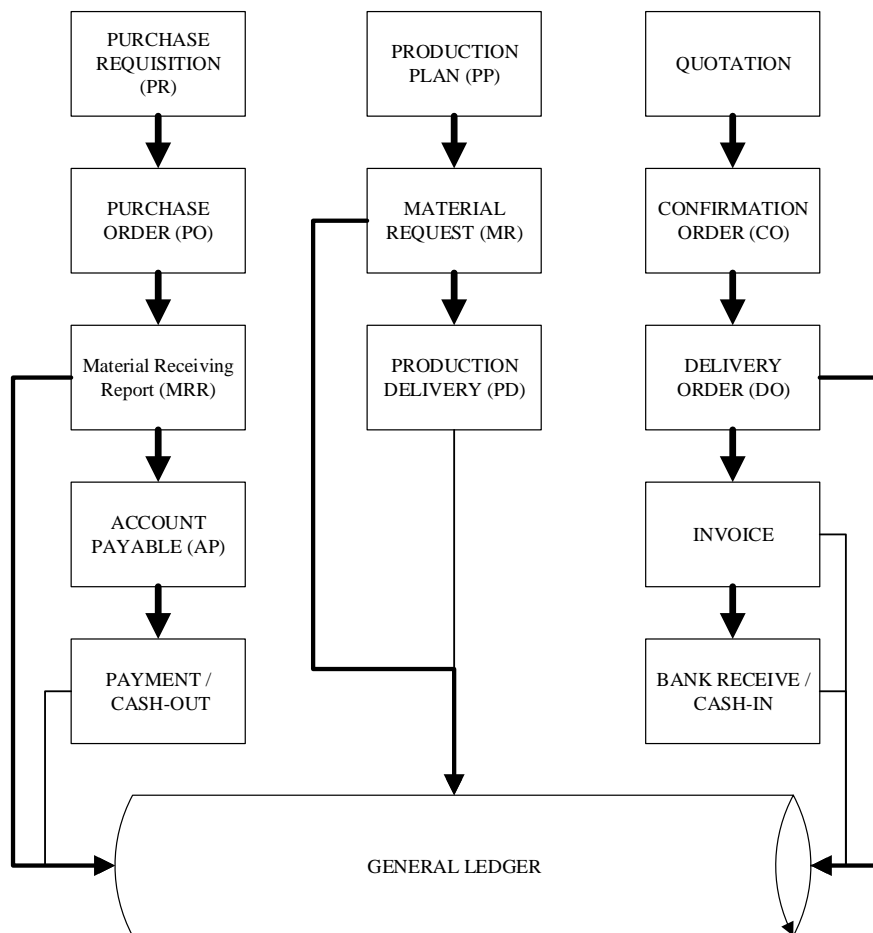 PURCHASE
REQUISITION
(PR)
PRODUCTION
PLAN (PP)
QUOTATION
PURCHASE
ORDER (PO)
MATERIAL
REQUEST (MR)
CONFIRMATION
ORDER (CO)
Material Receiving
Report (MRR)
PRODUCTION
DELIVERY (PD)
DELIVERY
ORDER (DO)
ACCOUNT
PAYABLE (AP)
INVOICE
PAYMENT /
CASH-OUT
BANK RECEIVE /
CASH-IN
GENERAL LEDGER